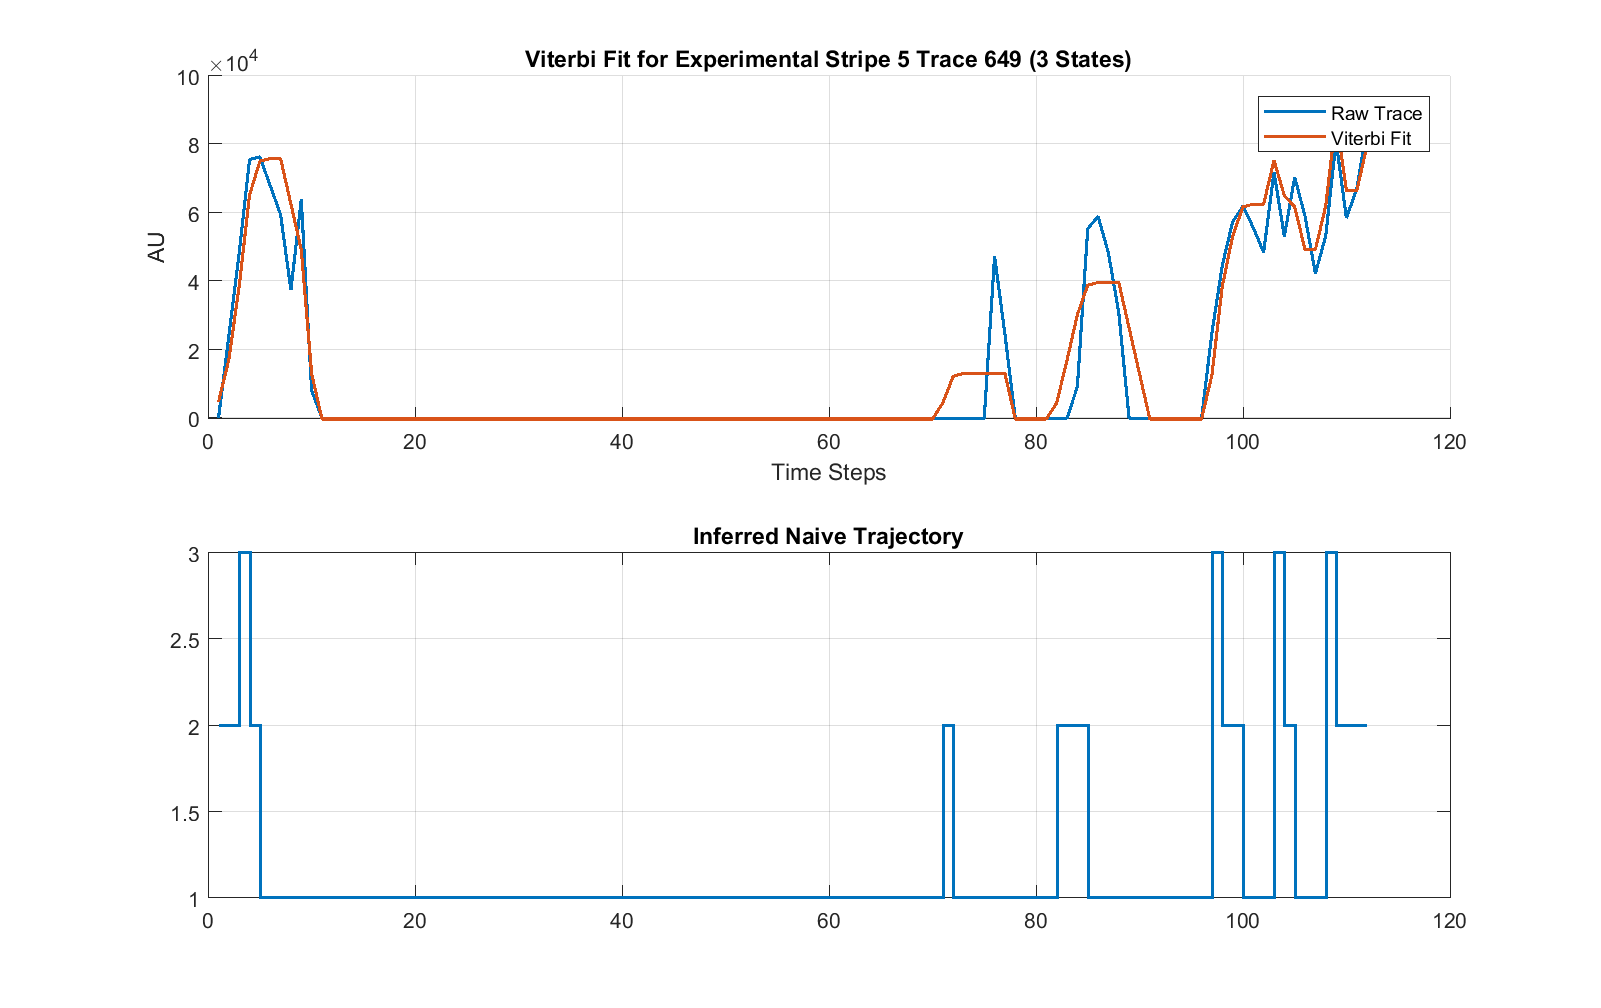 Viterbi Fit for Experimental Stripe 5 Trace 649 (3 States)
×10^4
10
8
6
4
2
0
AU
Raw Trace
Viterbi Fit
0 20 40 60 80 100 120
Time Steps
Inferred Naive Trajectory
3
2.5
2
1.5
1
0 20 40 60 80 100 120